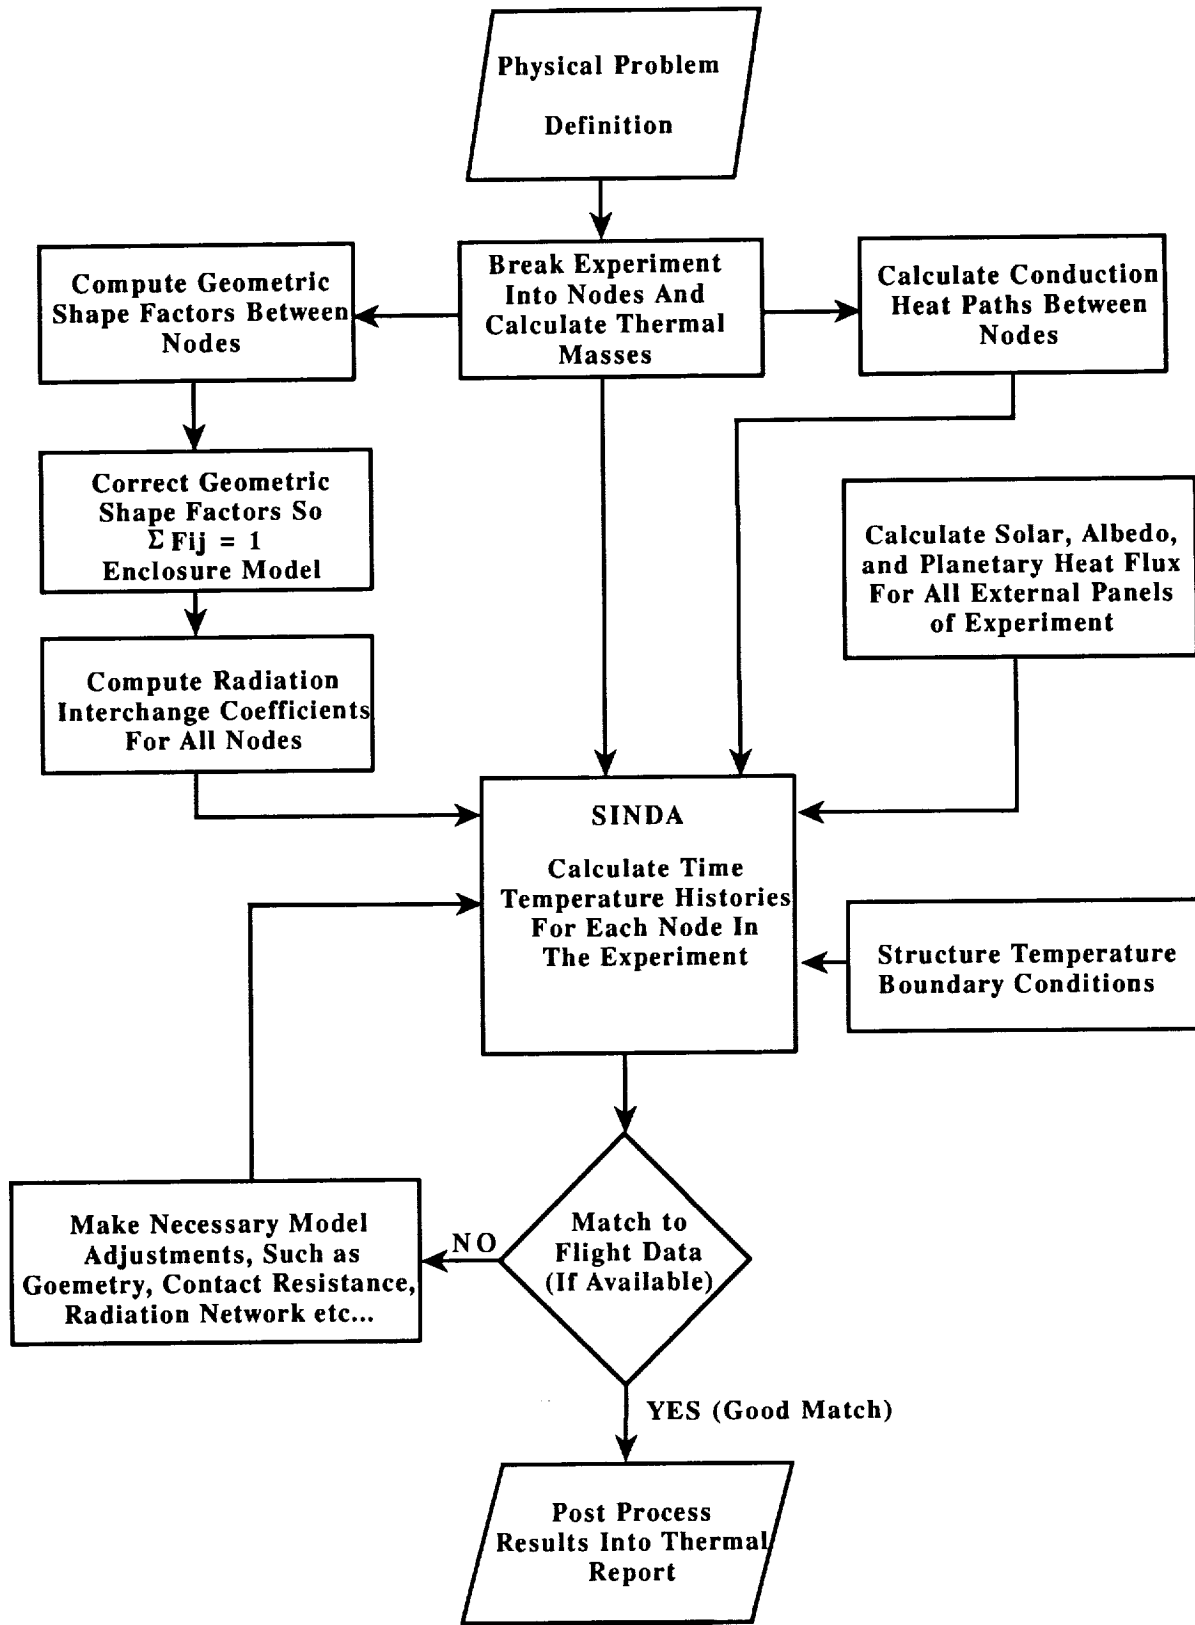 Physical Problem
Definition
Compute Geometric
Shape Factors Between
Nodes
Break Experiment
Into Nodes And
Calculate Thermal
Masses
Calculate Conduction
Heat Paths Between
Nodes
Correct Geometric
Shape Factors So
Σ Fij = 1
Enclosure Model
Calculate Solar, Albedo,
and Planetary Heat Flux
For All External Panels
of Experiment
Compute Radiation
Interchange Coefficients
For All Nodes
SINDA
Calculate Time
Temperature Histories
For Each Node In
The Experiment
Structure Temperature
Boundary Conditions
Make Necessary Model
Adjustments, Such as
Goemetry, Contact Resistance,
Radiation Network etc...
NO
Match to
Flight Data
(If Available)
YES (Good Match)
Post Process
Results Into Thermal
Report